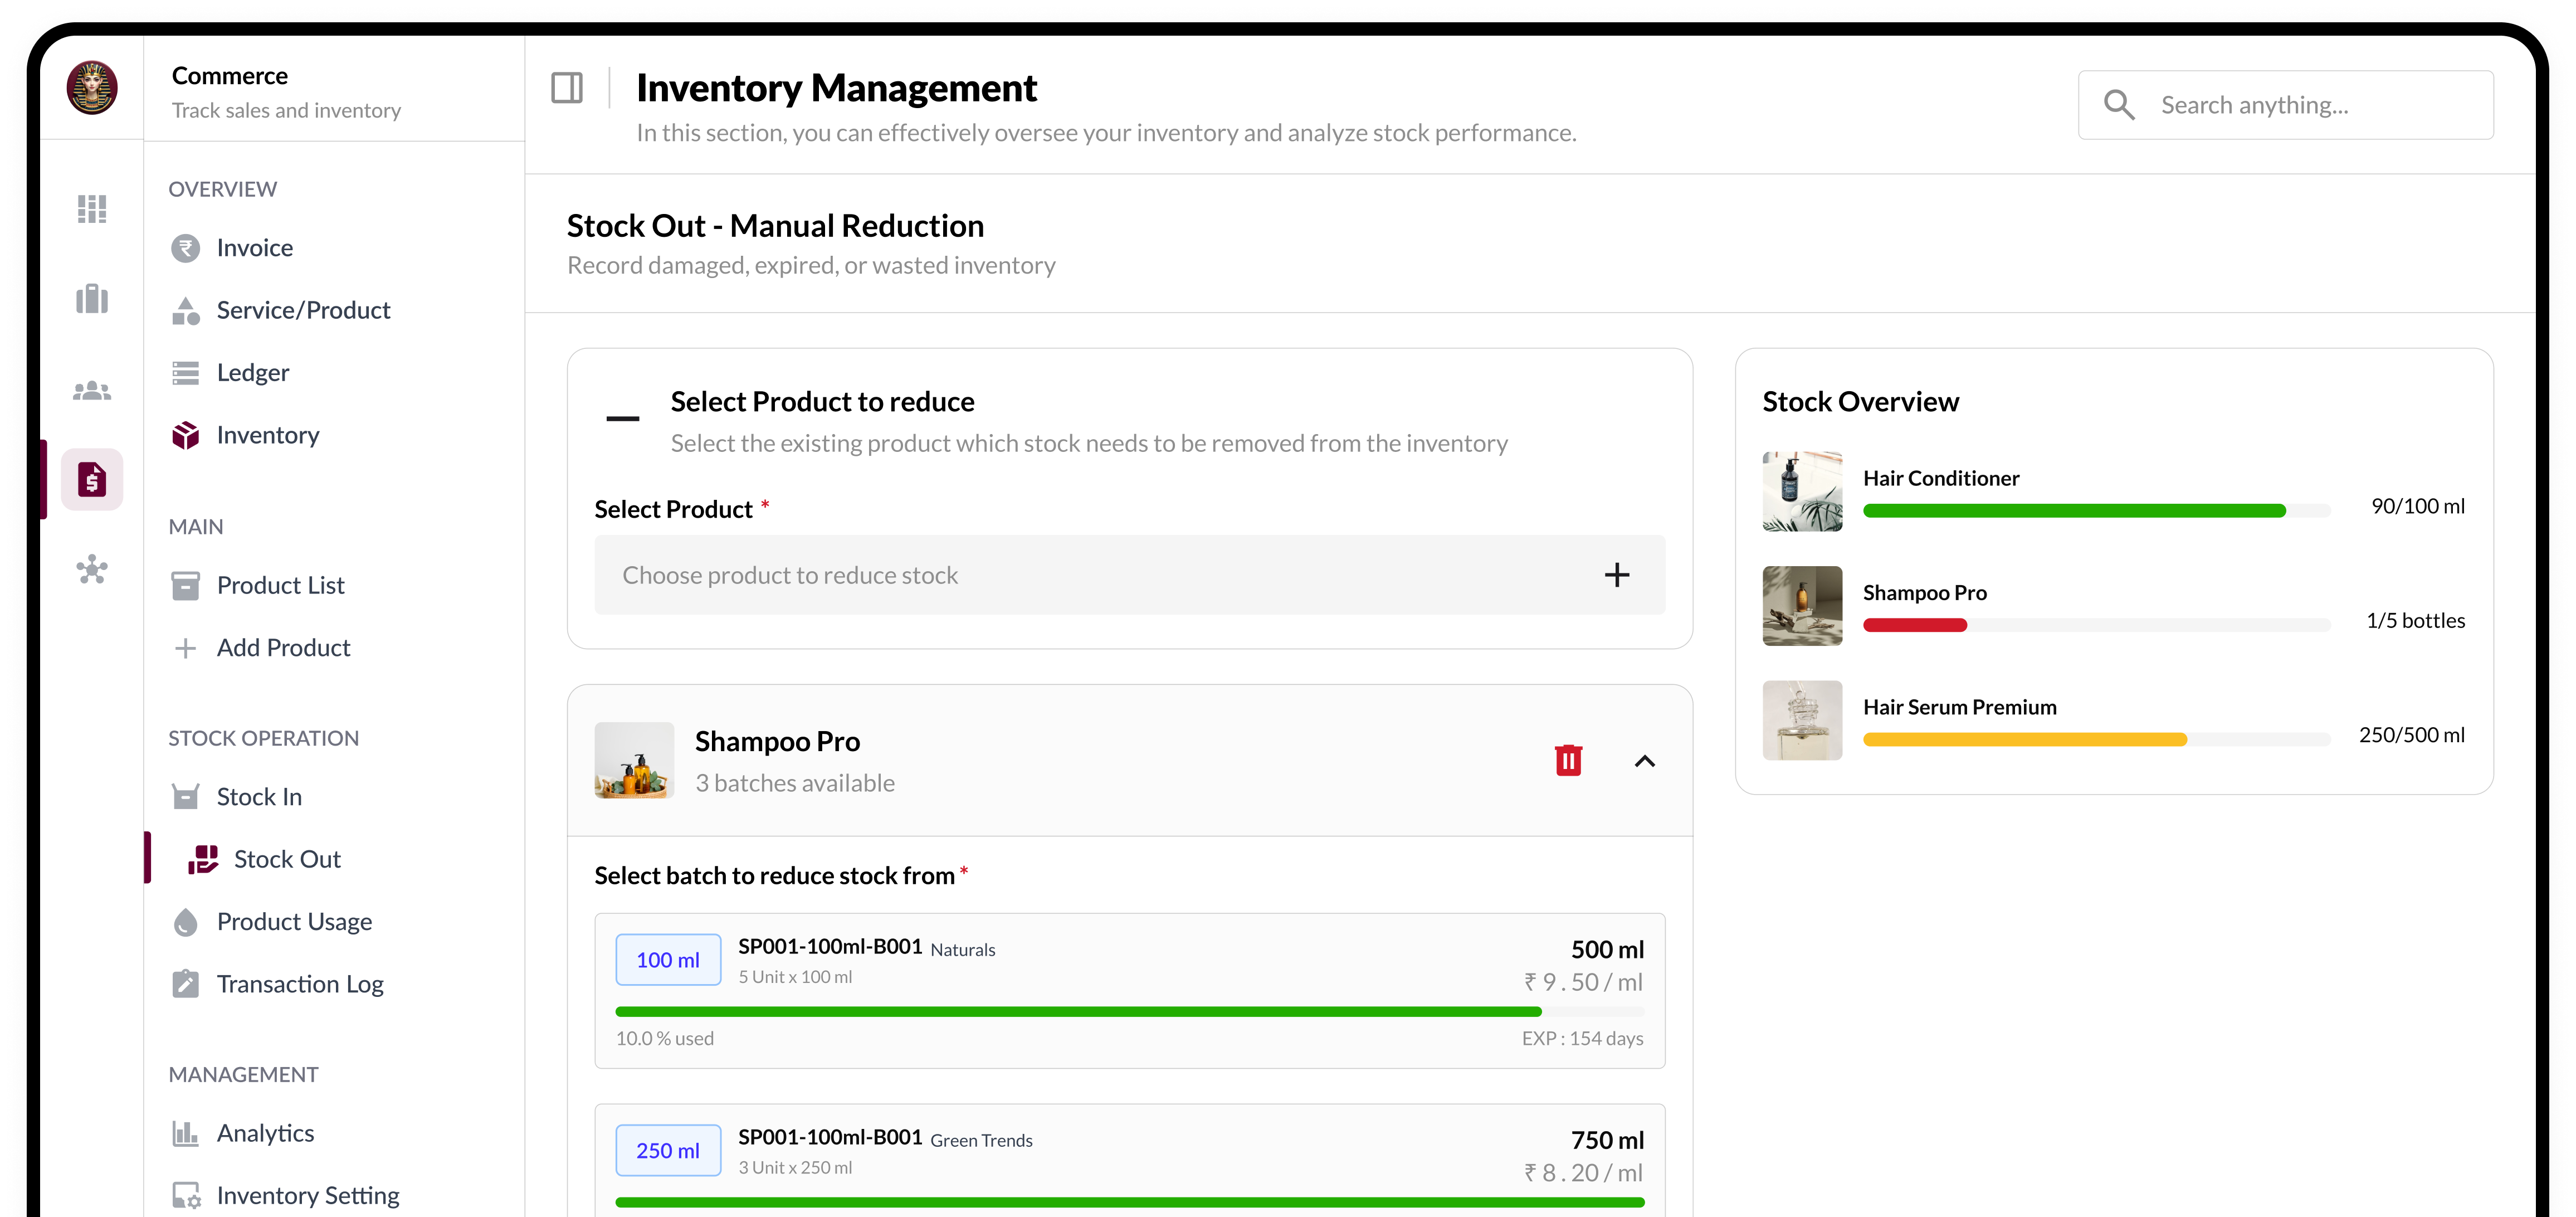 Commerce
Track sales and inventory
OVERVIEW
Invoice
Service/Product
Ledger
Inventory
MAIN
Product List
Add Product
STOCK OPERATION
Stock In
Stock Out
Product Usage
Transaction Log
MANAGEMENT
Analytics
Inventory Setting
Inventory Management
In this section, you can effectively oversee your inventory and analyze stock performance.
Search anything...
Stock Out - Manual Reduction
Record damaged, expired, or wasted inventory
Select Product to reduce
Select the existing product which stock needs to be removed from the inventory
Select Product *
Choose product to reduce stock
Shampoo Pro
3 batches available
Select batch to reduce stock from *
100 ml
SP001-100ml-B001 Naturals
5 Unit x 100 ml
500 ml
₹ 9 . 50 / ml
10.0 % used
EXP : 154 days
250 ml
SP001-100ml-B001 Green Trends
3 Unit x 250 ml
750 ml
₹ 8 . 20 / ml
Stock Overview
Hair Conditioner
90/100 ml
Shampoo Pro
1/5 bottles
Hair Serum Premium
250/500 ml